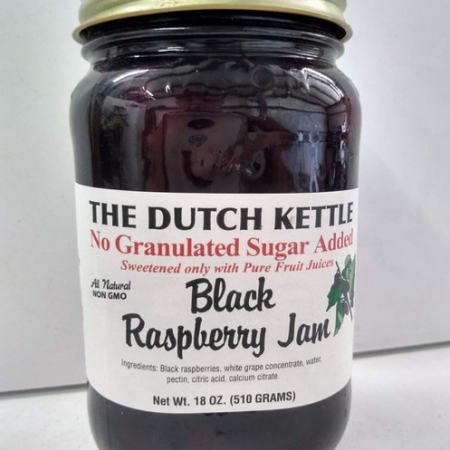 THE DUTCH KETTLE
No Granulated Sugar Added
Sweetened only with Pure Fruit Juices
All Natural
NON GMO
Black
Raspberry Jam
Ingredients: Black raspberries, white grape concentrate, water,
pectin, citric acid, calcium citrate.
Net Wt. 18 OZ. (510 GRAMS)